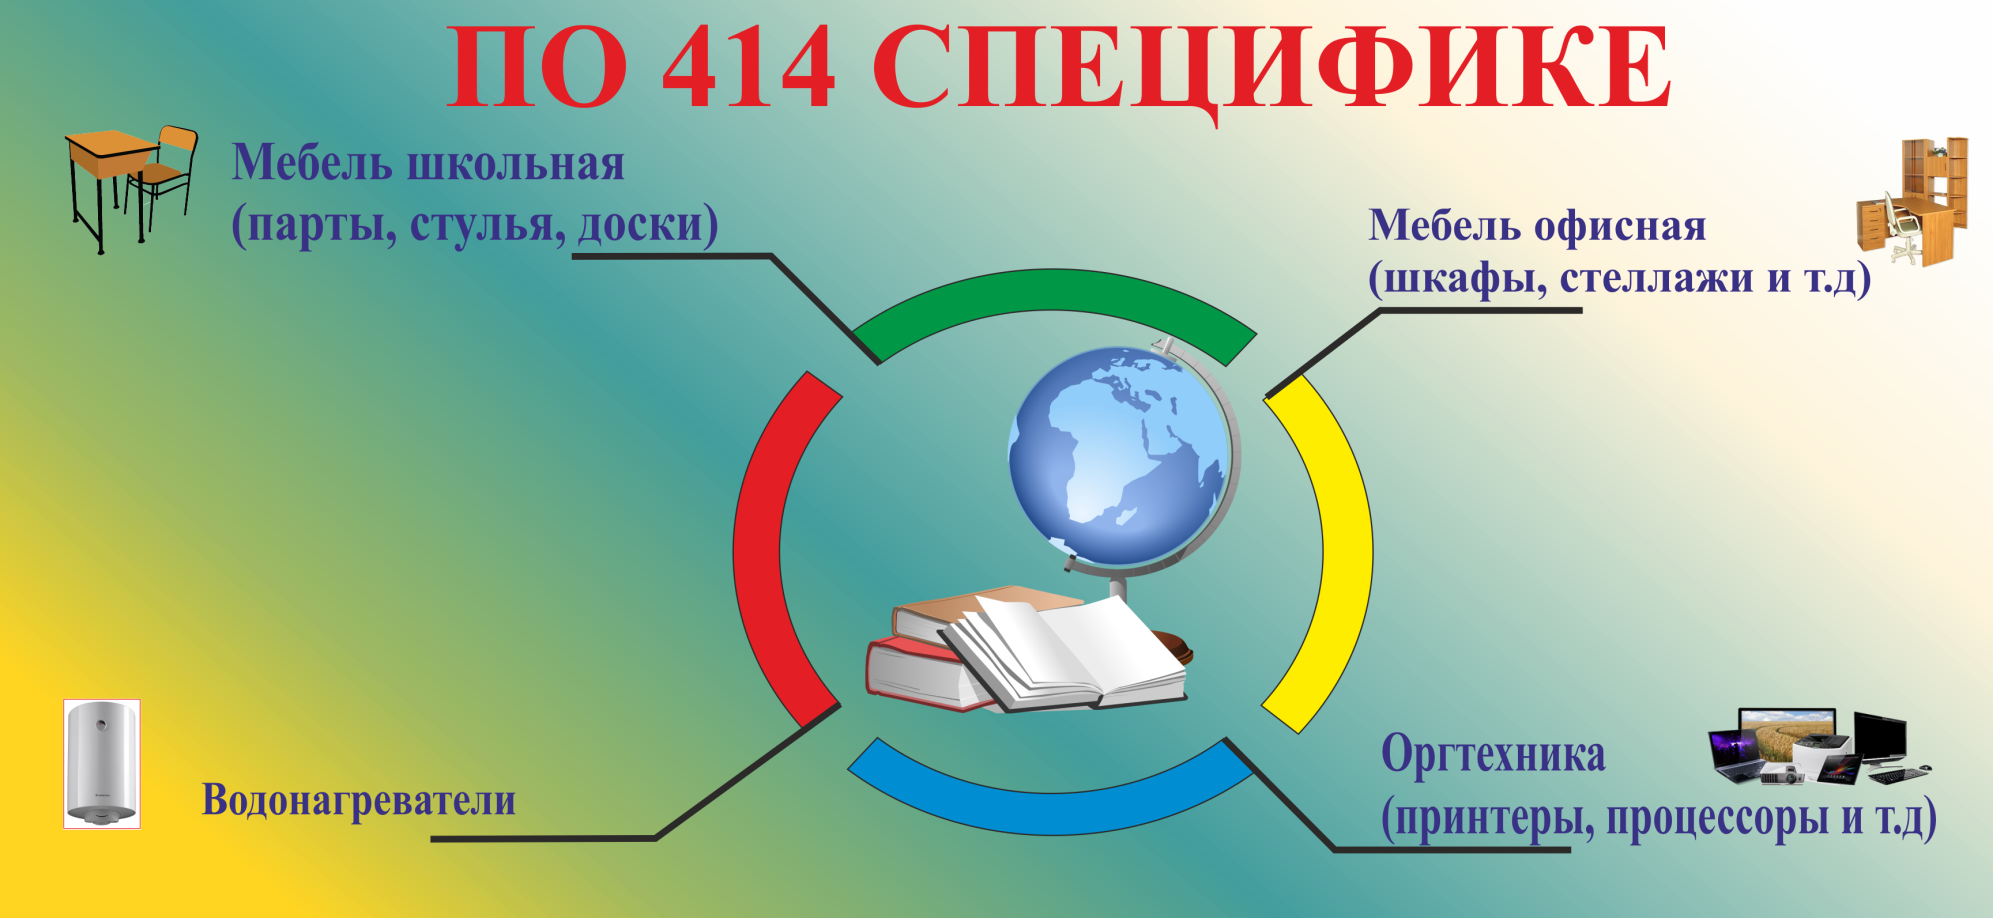 ПО 414 СПЕЦИФИКЕ
Мебель школьная
(парты, стулья, доски)
Мебель офисная
(шкафы, стеллажи и т.д)
Водонагреватели
Оргтехника
(принтеры, процессоры и т.д)